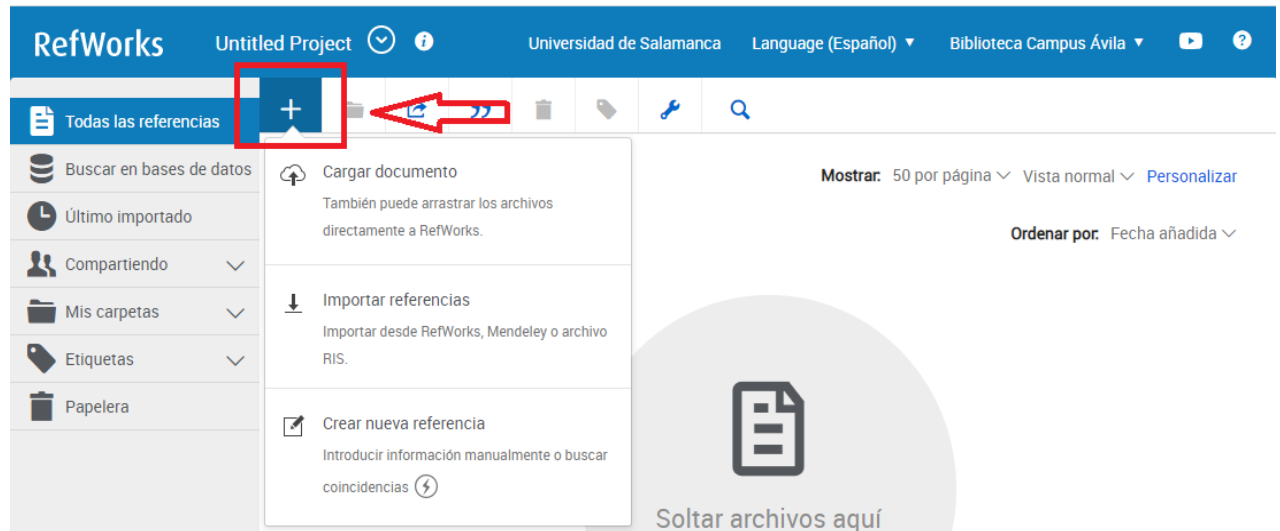 RefWorks Untitled Project Universidad de Salamanca Language (Español) Biblioteca Campus Ávila
Todas las referencias
Buscar en bases de datos
Último importado
Compartiendo
Mis carpetas
Etiquetas
Papelera
Cargar documento
También puede arrastrar los archivos
directamente a RefWorks.
Importar referencias
Importar desde RefWorks, Mendeley o archivo
RIS.
Crear nueva referencia
Introducir información manualmente o buscar
coincidencias
Mostrar: 50 por página Vista normal Personalizar
Ordenar por: Fecha añadida
Soltar archivos aquí